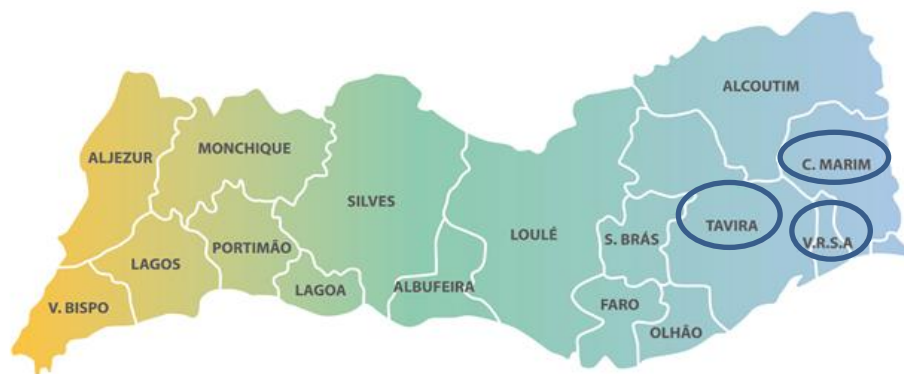 ALCOUTIM
ALJEZUR
MONCHIQUE
C. MARIM
SILVES
TAVIRA
LOULÉ
S. BRÁS
V.R.S.A
PORTIMÃO
LAGOS
LAGOA
ALBUFEIRA
V. BISPO
FARO
OLHÃO